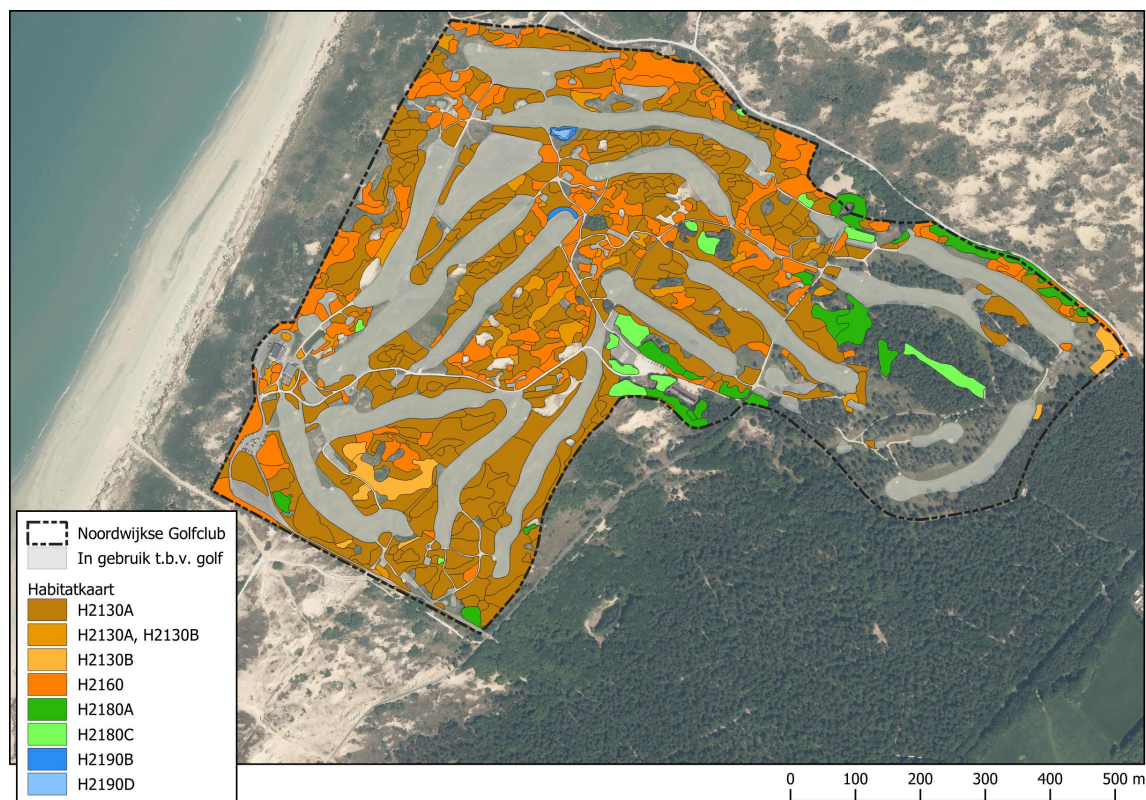 Noordwijkse Golfclub
In gebruik t.b.v. golf
Habitatkaart
H2130A
H2130A, H2130B
H2130B
H2160
H2180A
H2180C
H2190B
H2190D
0 100 200 300 400 500 m